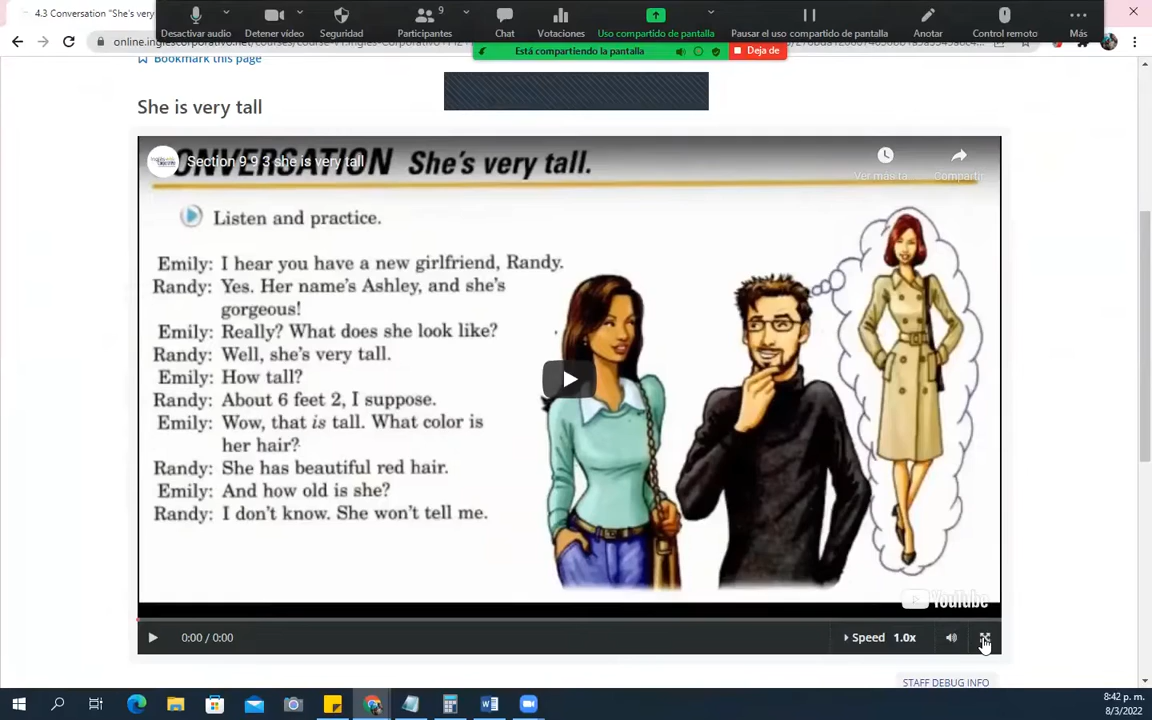 4.3 Conversation "She's very
Desactivar audio
Detener video
Seguridad
9
Participantes
Chat
Votaciones
Uso compartido de pantalla
Pausar el uso compartido de pantalla
Anotar
Control remoto
Más
Está compartiendo la pantalla
Deja de
Bookmark this page
She is very tall
Section 9 9 3 she is very tall
ONVERSATION She's very tall.
Ver más ta
Comparti
Listen and practice.
Emily: I hear you have a new girlfriend, Randy.
Randy: Yes. Her name's Ashley, and she's
gorgeous!
Emily: Really? What does she look like?
Randy: Well, she's very tall.
Emily: How tall?
Randy: About 6 feet 2, I suppose.
Emily: Wow, that is tall. What color is
her hair?
Randy: She has beautiful red hair.
Emily: And how old is she?
Randy: I don't know. She won't tell me.
YouTube
0:00 / 0:00
Speed 1.0x
STAFF DEBUG INFO
8:42 p. m.
8/3/2022